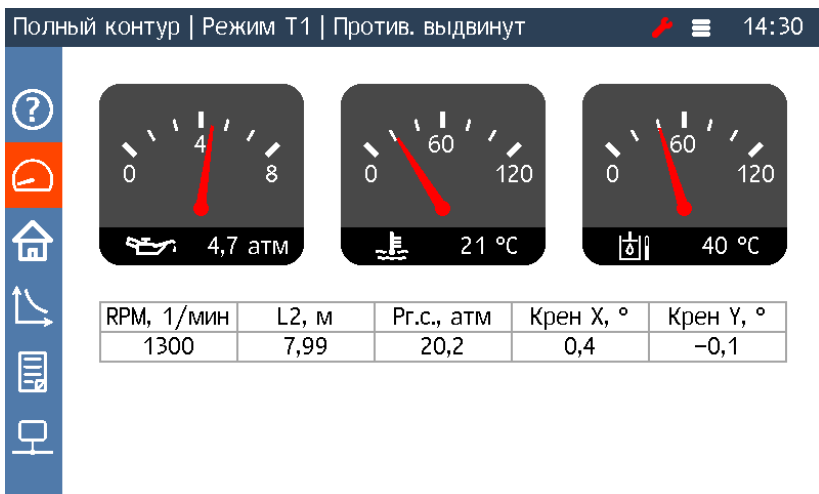 Полный контур | Режим Т1 | Против. выдвинут 14:30
?
4 60 60
0 8 0 120 0 120
4,7 атм 21 °C 40 °C
RPM, 1/мин L2, м Рг.с., атм Крен X, ° Крен Y, °
1300 7,99 20,2 0,4 −0,1